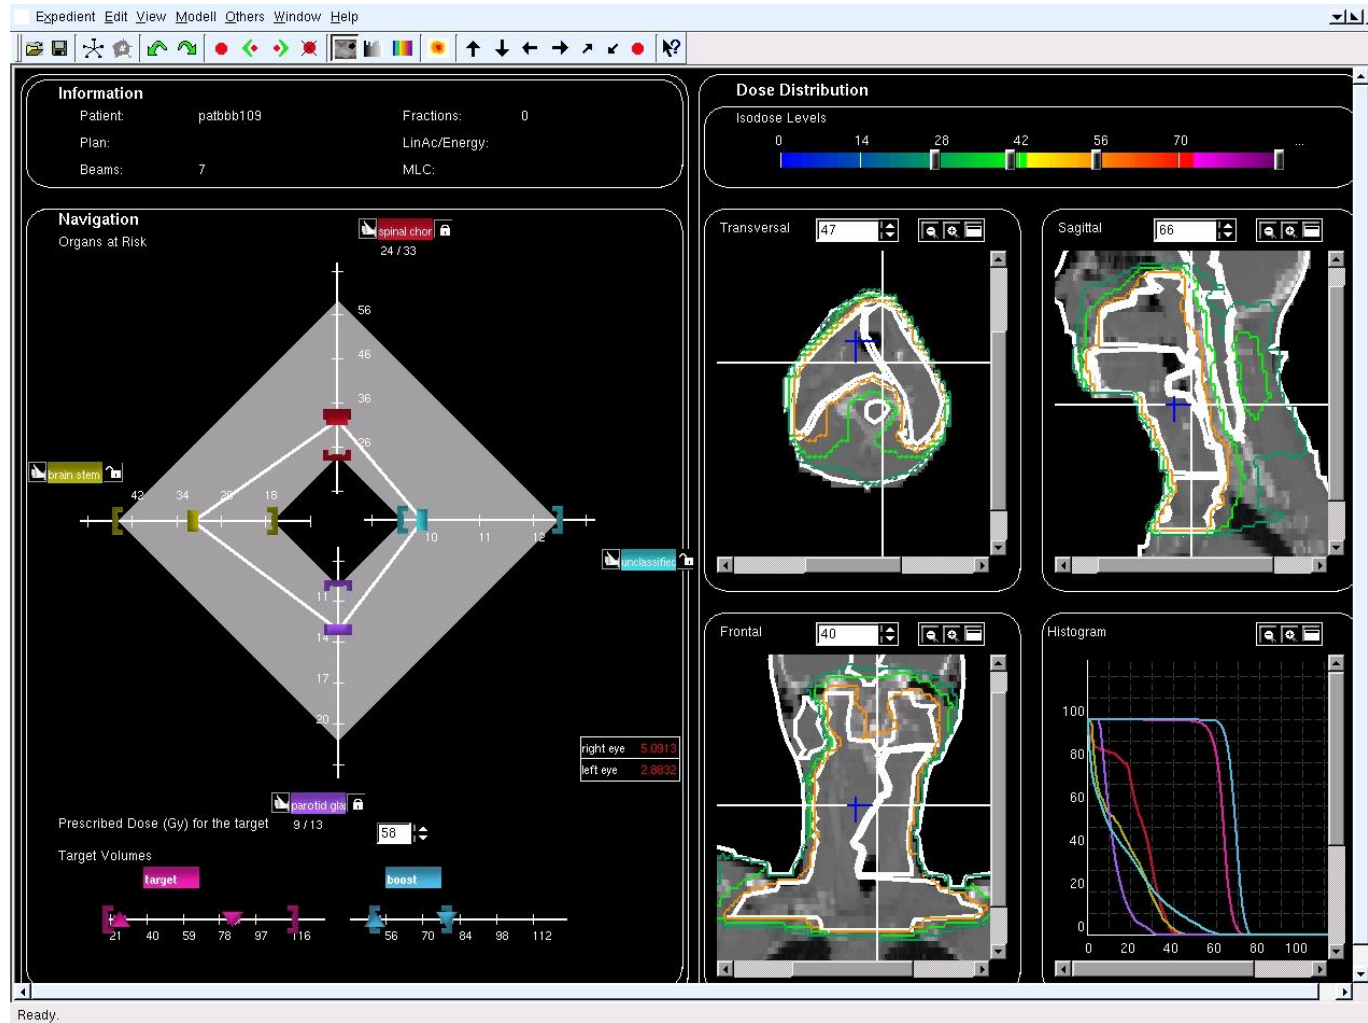 Expedient Edit View Modell Others Window Help
Information
Patient: patbbb109 Fractions: 0
Plan: LinAc/Energy:
Beams: 7 MLC:
Navigation
Organs at Risk
spinal chor
24 / 33
56
46
36
26
brain stem
42 34 26 18
10 11 12
unclassified
11
14
17
20
right eye 5.0913
left eye 2.8832
parotid gla
9 / 13
Prescribed Dose (Gy) for the target 58
Target Volumes
target boost
21 40 59 78 97 116
56 70 84 98 112
Dose Distribution
Isodose Levels
0 14 28 42 56 70 ...
Transversal 47
Sagittal 66
Frontal 40
Histogram
100
80
60
40
20
0
0 20 40 60 80 100
Ready.